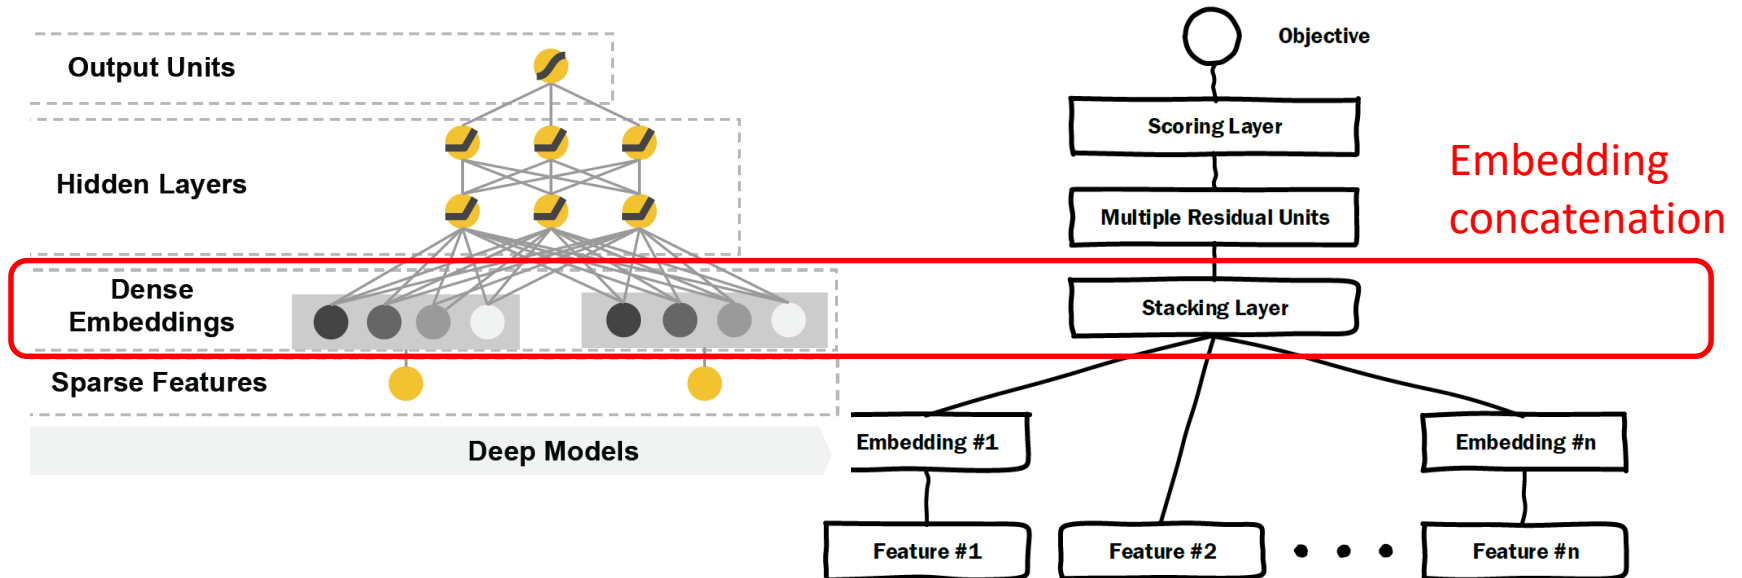 Output Units
Hidden Layers
Dense
Embeddings
Sparse Features
Deep Models
Objective
Scoring Layer
Multiple Residual Units
Stacking Layer
Embedding #1
Embedding #n
Feature #1
Feature #2
Feature #n
Embedding
concatenation